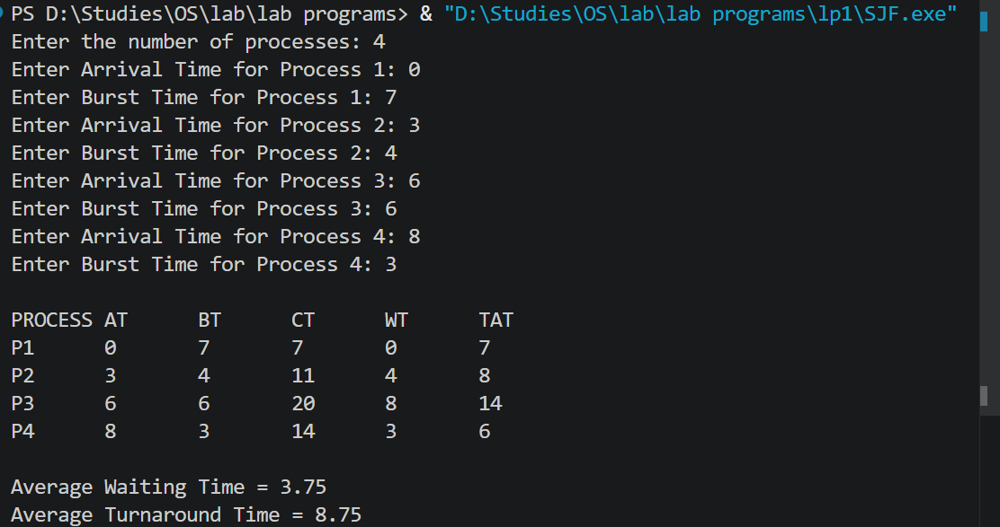 PS D:\Studies\OS\lab\lab programs> & "D:\Studies\OS\lab\lab programs\lp1\SJF.exe"
Enter the number of processes: 4
Enter Arrival Time for Process 1: 0
Enter Burst Time for Process 1: 7
Enter Arrival Time for Process 2: 3
Enter Burst Time for Process 2: 4
Enter Arrival Time for Process 3: 6
Enter Burst Time for Process 3: 6
Enter Arrival Time for Process 4: 8
Enter Burst Time for Process 4: 3

PROCESS AT      BT      CT      WT      TAT
P1      0       7       7       0       7
P2      3       4       11      4       8
P3      6       6       20      8       14
P4      8       3       14      3       6

Average Waiting Time = 3.75
Average Turnaround Time = 8.75